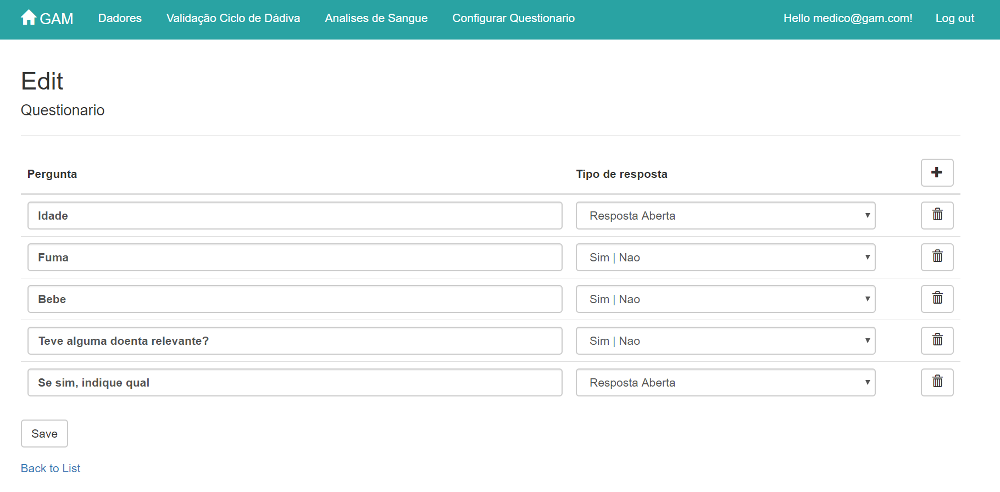 GAM Dadores Validação Ciclo de Dádiva Analises de Sangue Configurar Questionario Hello medico@gam.com! Log out
Edit
Questionario
Pergunta Tipo de resposta
Idade Resposta Aberta
Fuma Sim | Nao
Bebe Sim | Nao
Teve alguma doenta relevante? Sim | Nao
Se sim, indique qual Resposta Aberta
Save
Back to List